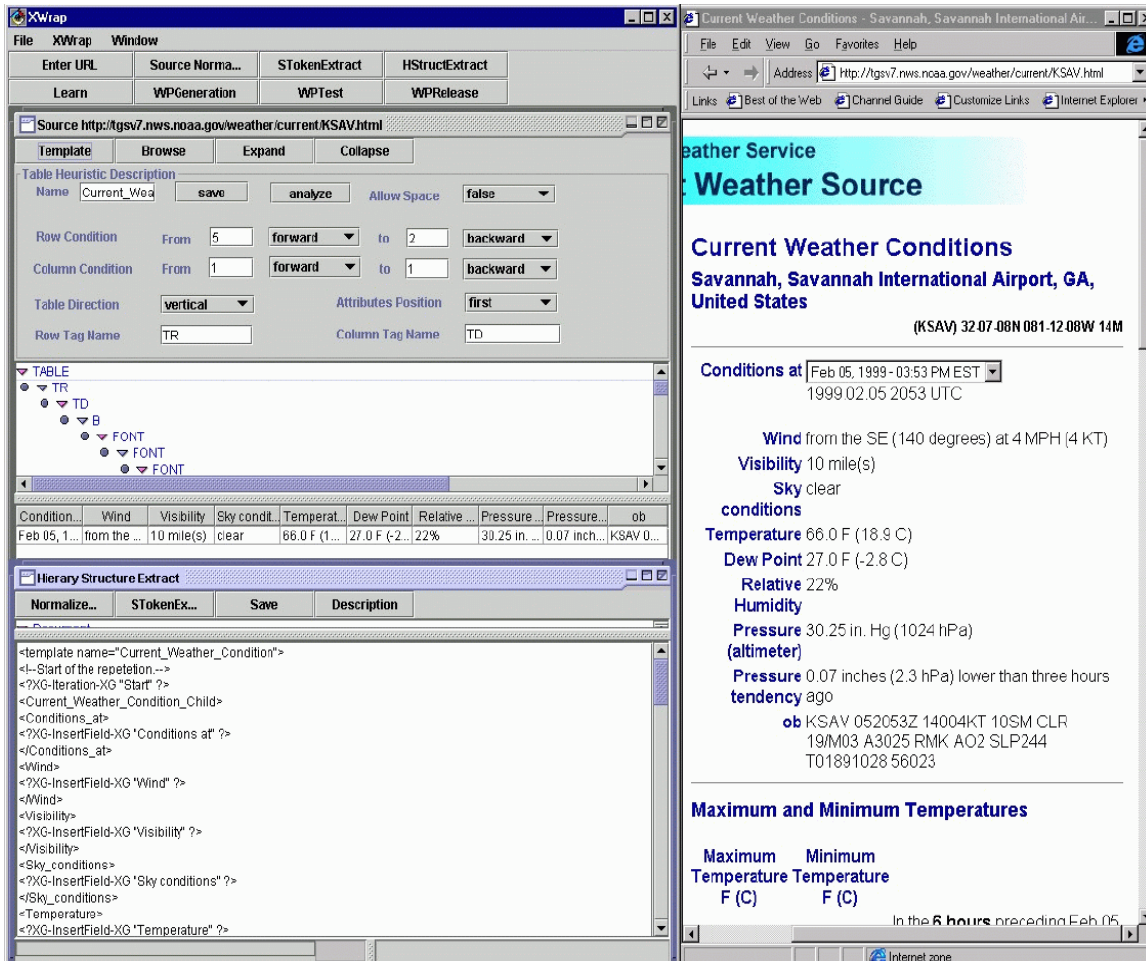 XWrap
File XWrap Window
Enter URL Source Norma... STokenExtract HStructExtract
Learn WPGeneration WPTest WPRelease
Source http://tgsv7.nws.noaa.gov/weather/current/KSAV.html
Template Browse Expand Collapse
Table Heuristic Description
Name Current_Wea save analyze Allow Space false
Row Condition From 5 forward to 2 backward
Column Condition From 1 forward to 1 backward
Table Direction vertical Attributes Position first
Row Tag Name TR Column Tag Name TD
TABLE
TR
TD
B
FONT
FONT
FONT
Condition... Wind Visibility Sky condit... Temperat... Dew Point Relative ... Pressure ... Pressure... ob
Feb 05, 1... from the ... 10 mile(s) clear 66.0 F (1... 27.0 F (-2... 22% 30.25 in. ... 0.07 inch... KSAV 0...
Hierary Structure Extract
Normalize... STokenEx... Save Description
<template name="Current_Weather_Condition">
<!--Start of the repetetion.-->
<?XG-Iteration-XG "Start" ?>
<Current_Weather_Condition_Child>
<Conditions_at>
<?XG-InsertField-XG "Conditions at" ?>
</Conditions_at>
<Wind>
<?XG-InsertField-XG "Wind" ?>
</Wind>
<Visibility>
<?XG-InsertField-XG "Visibility" ?>
</Visibility>
<Sky_conditions>
<?XG-InsertField-XG "Sky conditions" ?>
</Sky_conditions>
<Temperature>
<?XG-InsertField-XG "Temperature" ?>
Current Weather Conditions - Savannah, Savannah International Air...
File Edit View Go Favorites Help
Address http://tgsv7.nws.noaa.gov/weather/current/KSAV.html
Links Best of the Web Channel Guide Customize Links Internet Explorer
eather Service
: Weather Source
Current Weather Conditions
Savannah, Savannah International Airport, GA,
United States
(KSAV) 32-07-08N 081-12-08W 14M
Conditions at Feb 05, 1999 - 03:53 PM EST
1999.02.05 2053 UTC
Wind from the SE (140 degrees) at 4 MPH (4 KT)
Visibility 10 mile(s)
Sky clear
conditions
Temperature 66.0 F (18.9 C)
Dew Point 27.0 F (-2.8 C)
Relative 22%
Humidity
Pressure 30.25 in. Hg (1024 hPa)
(altimeter)
Pressure 0.07 inches (2.3 hPa) lower than three hours
tendency ago
ob KSAV 052053Z 14004KT 10SM CLR
19/M03 A3025 RMK AO2 SLP244
T01891028 56023
Maximum and Minimum Temperatures
Maximum Minimum
Temperature Temperature
F (C) F (C)
In the 6 hours preceding Feb 05
Internet zone